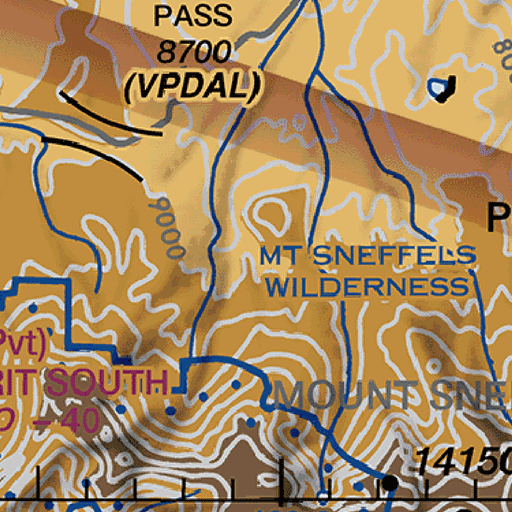 PASS
8700
(VPDAL)
9000
MT SNEFFELS
WILDERNESS
Pvt)
RIT SOUTH
- 40
MOUNT SNE
14150
P